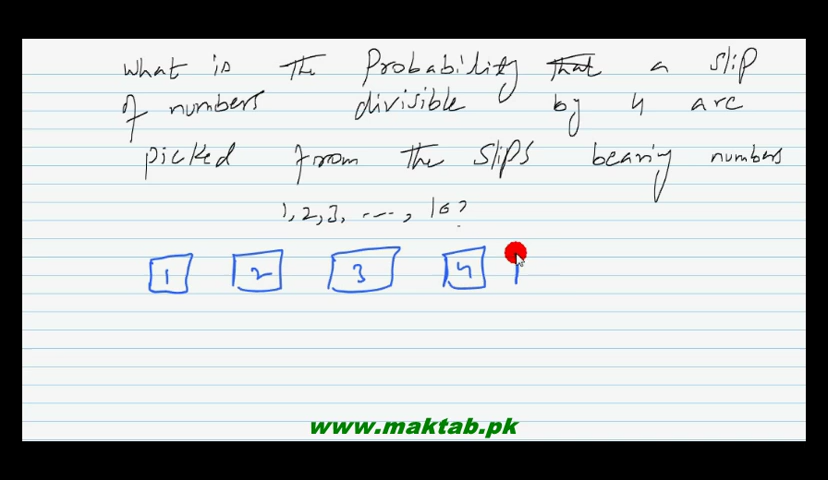 what is the Probability that a slip
of numbers divisible by 4 are
picked from the slips bearing numbers
1, 2, 3, ----, 10?
1 2 3 4
www.maktab.pk